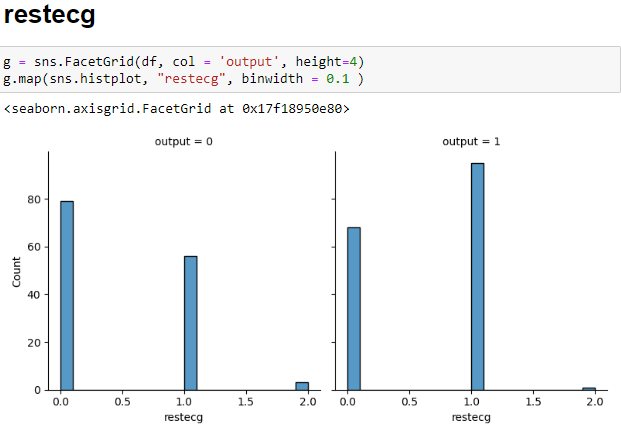 restecg
g = sns.FacetGrid(df, col = 'output', height=4)
g.map(sns.histplot, "restecg", binwidth = 0.1 )
<seaborn.axisgrid.FacetGrid at 0x17f18950e80>
output = 0
output = 1
80
60
40
20
0
Count
0.0 0.5 1.0 1.5 2.0
0.0 0.5 1.0 1.5 2.0
restecg
restecg